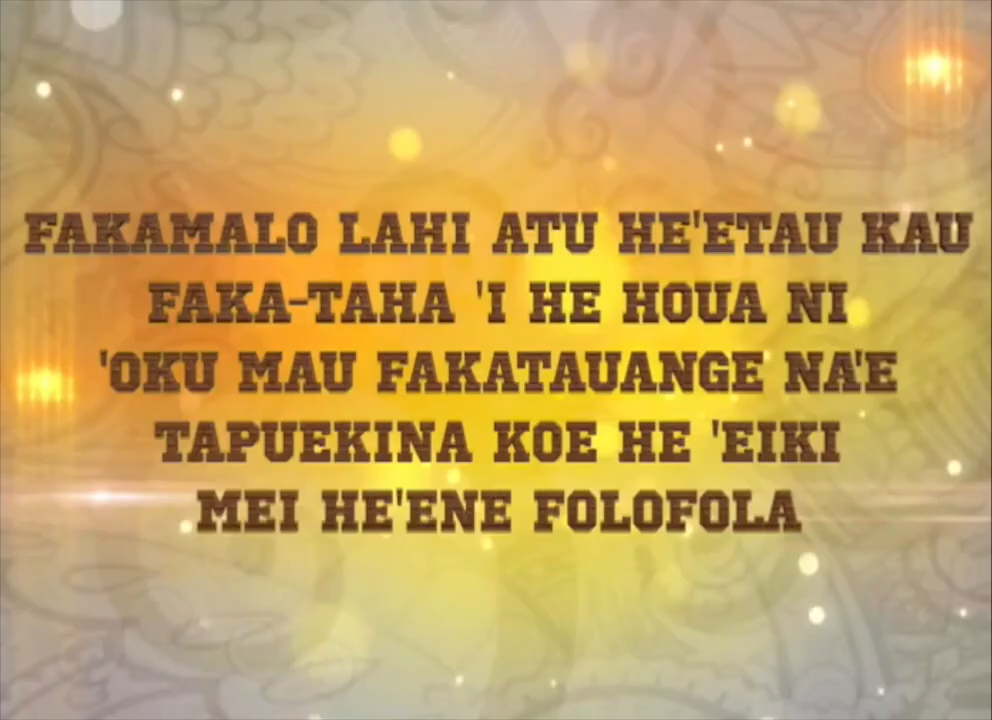 FAKAMALO LAHI ATU HE'ETAU KAU
FAKA-TAHA 'I HE HOUA NI
'OKU MAU FAKATAUANGE NA'E
TAPUEKINA KOE HE 'EIKI
MEI HE'ENE FOLOFOLA